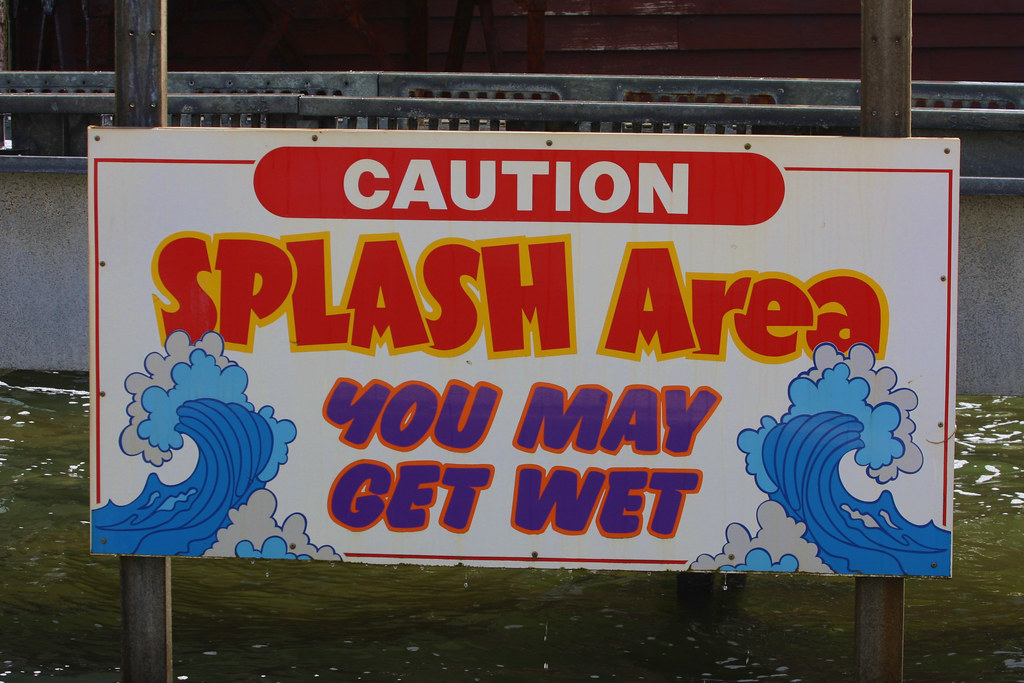 CAUTION
SPLASH Area
YOU MAY
GET WET